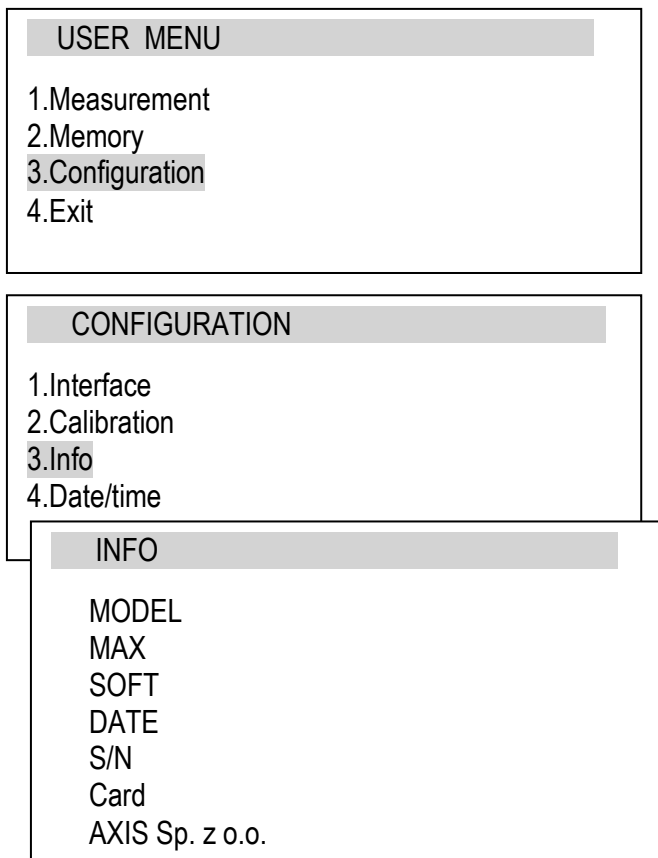 USER MENU
1.Measurement
2.Memory
3.Configuration
4.Exit
CONFIGURATION
1.Interface
2.Calibration
3.Info
4.Date/time
INFO
MODEL
MAX
SOFT
DATE
S/N
Card
AXIS Sp. z o.o.